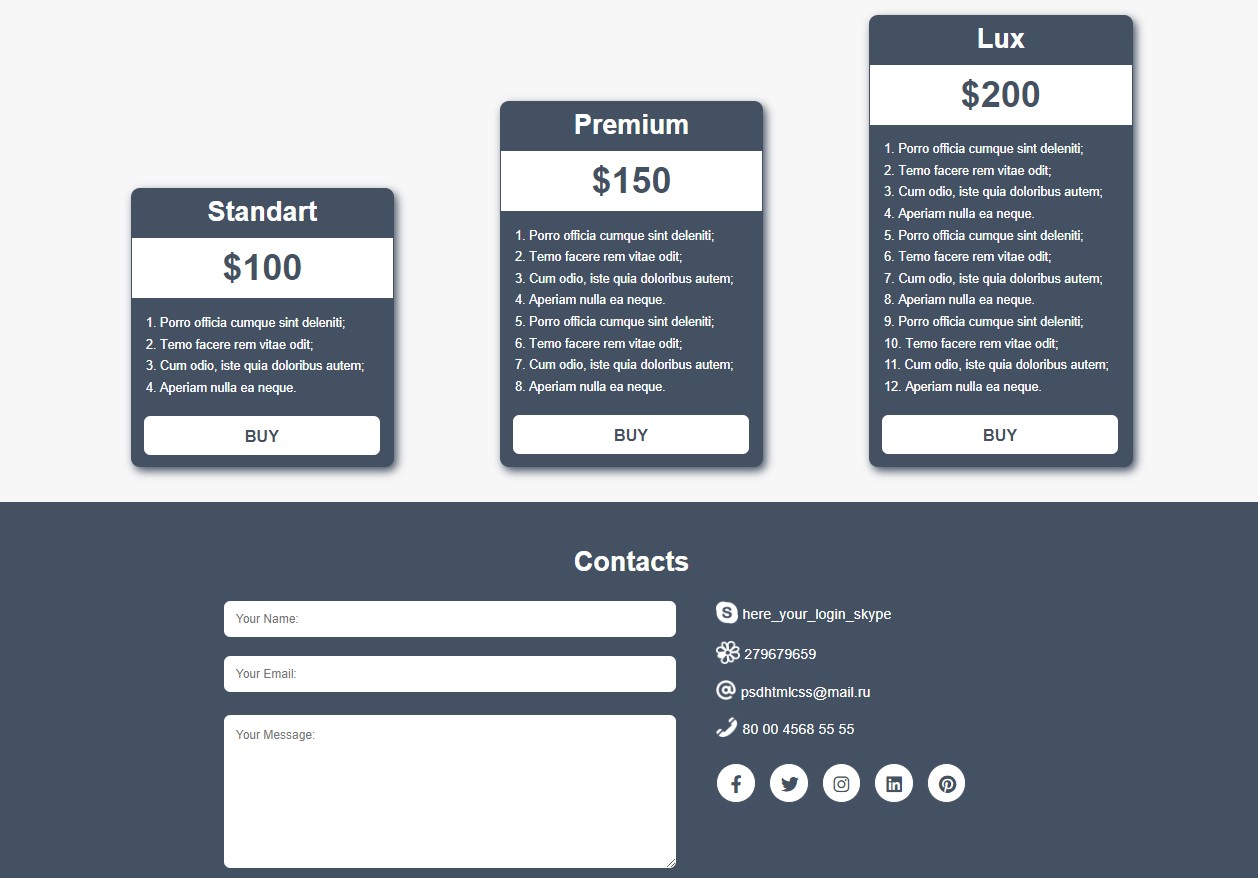 Standart
$100
1. Porro officia cumque sint deleniti;
2. Temo facere rem vitae odit;
3. Cum odio, iste quia doloribus autem;
4. Aperiam nulla ea neque.
BUY
Premium
$150
1. Porro officia cumque sint deleniti;
2. Temo facere rem vitae odit;
3. Cum odio, iste quia doloribus autem;
4. Aperiam nulla ea neque.
5. Porro officia cumque sint deleniti;
6. Temo facere rem vitae odit;
7. Cum odio, iste quia doloribus autem;
8. Aperiam nulla ea neque.
BUY
Lux
$200
1. Porro officia cumque sint deleniti;
2. Temo facere rem vitae odit;
3. Cum odio, iste quia doloribus autem;
4. Aperiam nulla ea neque.
5. Porro officia cumque sint deleniti;
6. Temo facere rem vitae odit;
7. Cum odio, iste quia doloribus autem;
8. Aperiam nulla ea neque.
9. Porro officia cumque sint deleniti;
10. Temo facere rem vitae odit;
11. Cum odio, iste quia doloribus autem;
12. Aperiam nulla ea neque.
BUY
Contacts
Your Name:
Your Email:
Your Message:
here_your_login_skype
279679659
psdhtmlcss@mail.ru
80 00 4568 55 55